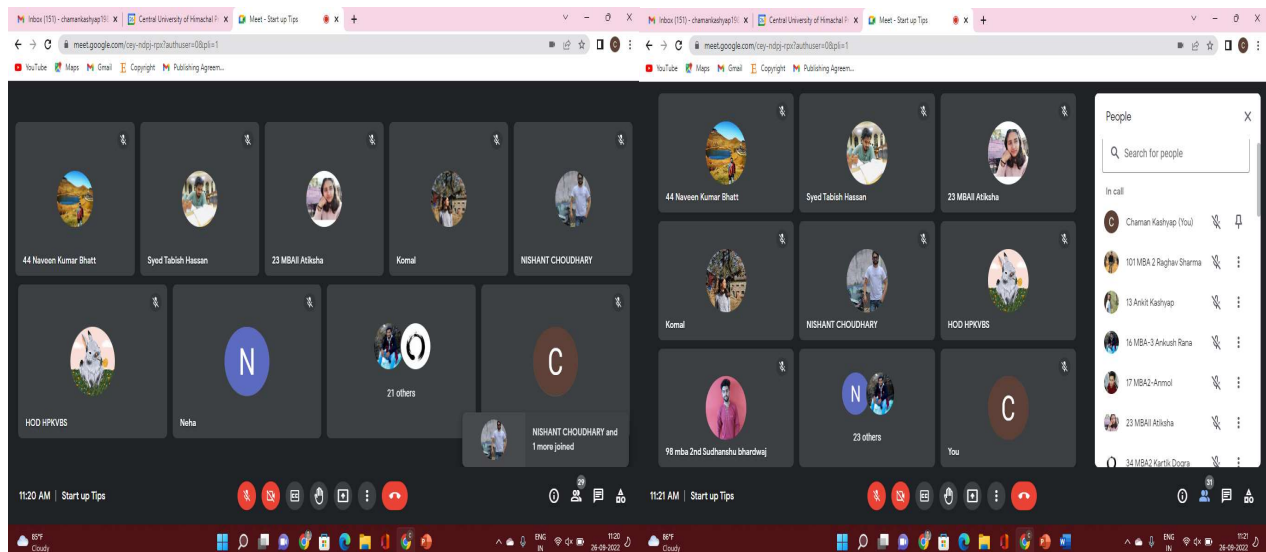 Inbox (151) - chamankashyap19(
Central University of Himachal P
Meet - Start up Tips
meet.google.com/cey-ndpj-rpx?authuser=0&pli=1
YouTube Maps Gmail Copyright Publishing Agreem...
44 Naveen Kumar Bhatt
Syed Tabish Hassan
23 MBAII Atiksha
Komal
NISHANT CHOUDHARY
HOD HPKVBS
N
Neha
21 others
C
NISHANT CHOUDHARY and
1 more joined
11:20 AM | Start up Tips
29
85°F
Cloudy
ENG
IN
11:20
26-09-2022
Inbox (151) - chamankashyap19(
Central University of Himachal P
Meet - Start up Tips
meet.google.com/cey-ndpj-rpx?authuser=0&pli=1
YouTube Maps Gmail Copyright Publishing Agreem...
44 Naveen Kumar Bhatt
Syed Tabish Hassan
23 MBAII Atiksha
Komal
NISHANT CHOUDHARY
HOD HPKVBS
98 mba 2nd Sudhanshu bhardwaj
N
23 others
C
You
People
Search for people
In call
C
Chaman Kashyap (You)
101 MBA 2 Raghav Sharma
13 Ankit Kashyap
16 MBA-3 Ankush Rana
17 MBA2-Anmol
23 MBAII Atiksha
34 MBA2 Kartik Dogra
11:21 AM | Start up Tips
31
86°F
Cloudy
ENG
IN
11:21
26-09-2022